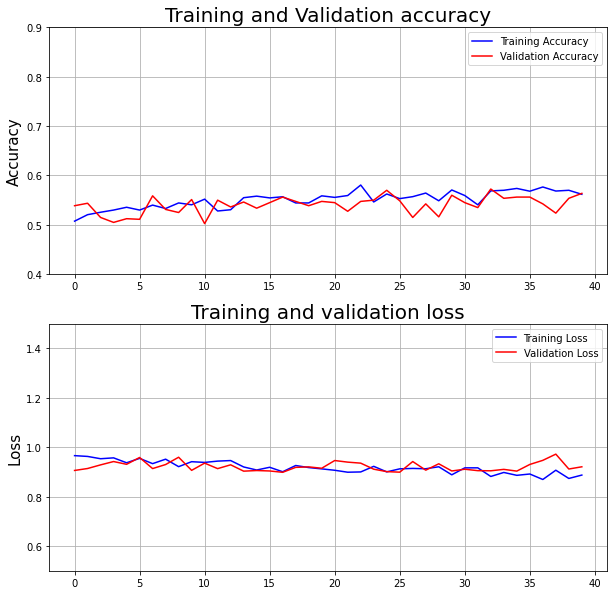 Training and Validation accuracy
Training Accuracy
Validation Accuracy
Accuracy
0.9
0.8
0.7
0.6
0.5
0.4
0 5 10 15 20 25 30 35 40
Training and validation loss
Training Loss
Validation Loss
Loss
1.4
1.2
1.0
0.8
0.6
0 5 10 15 20 25 30 35 40